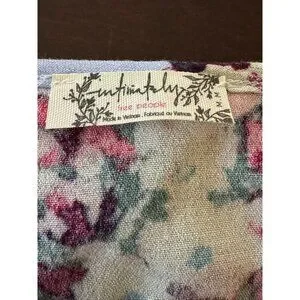 intimately
free people
Made in Vietnam . Fabriqué au Vietnam
M